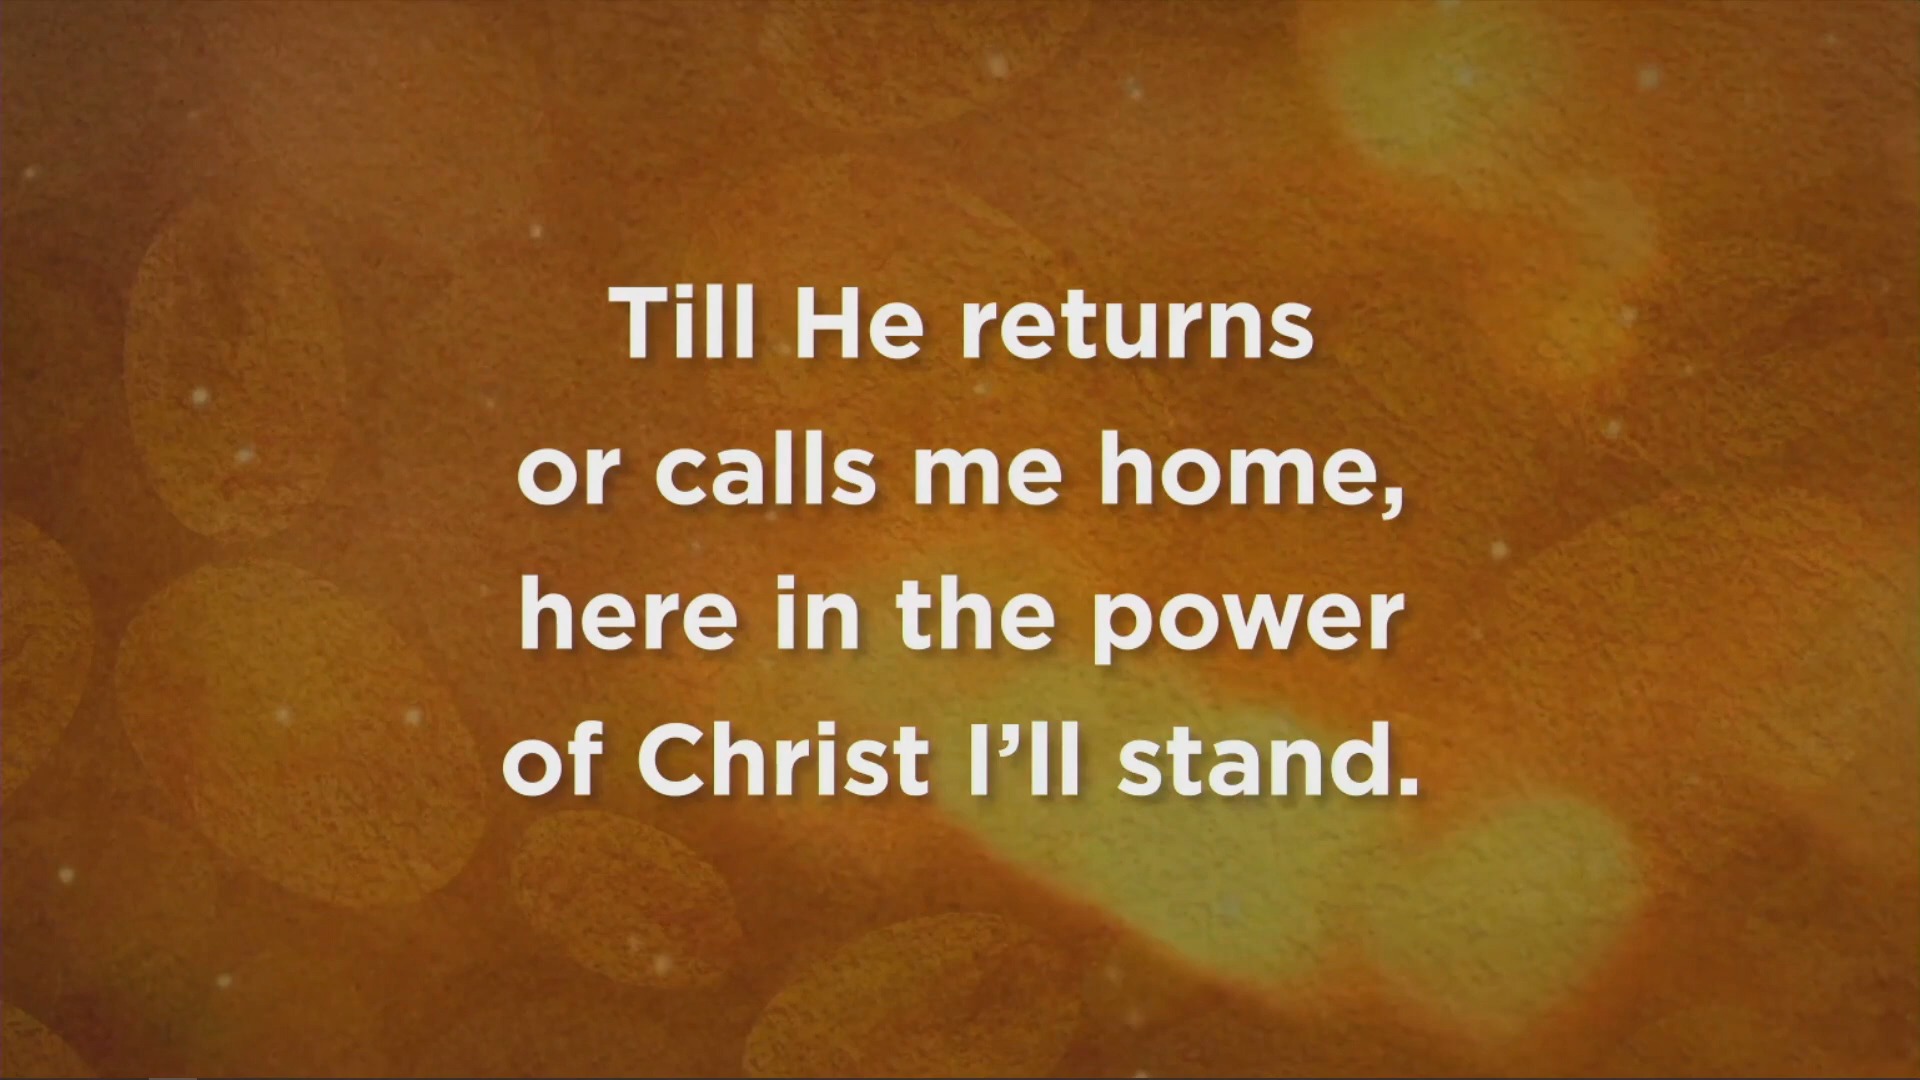 Till He returns
or calls me home,
here in the power
of Christ I’ll stand.